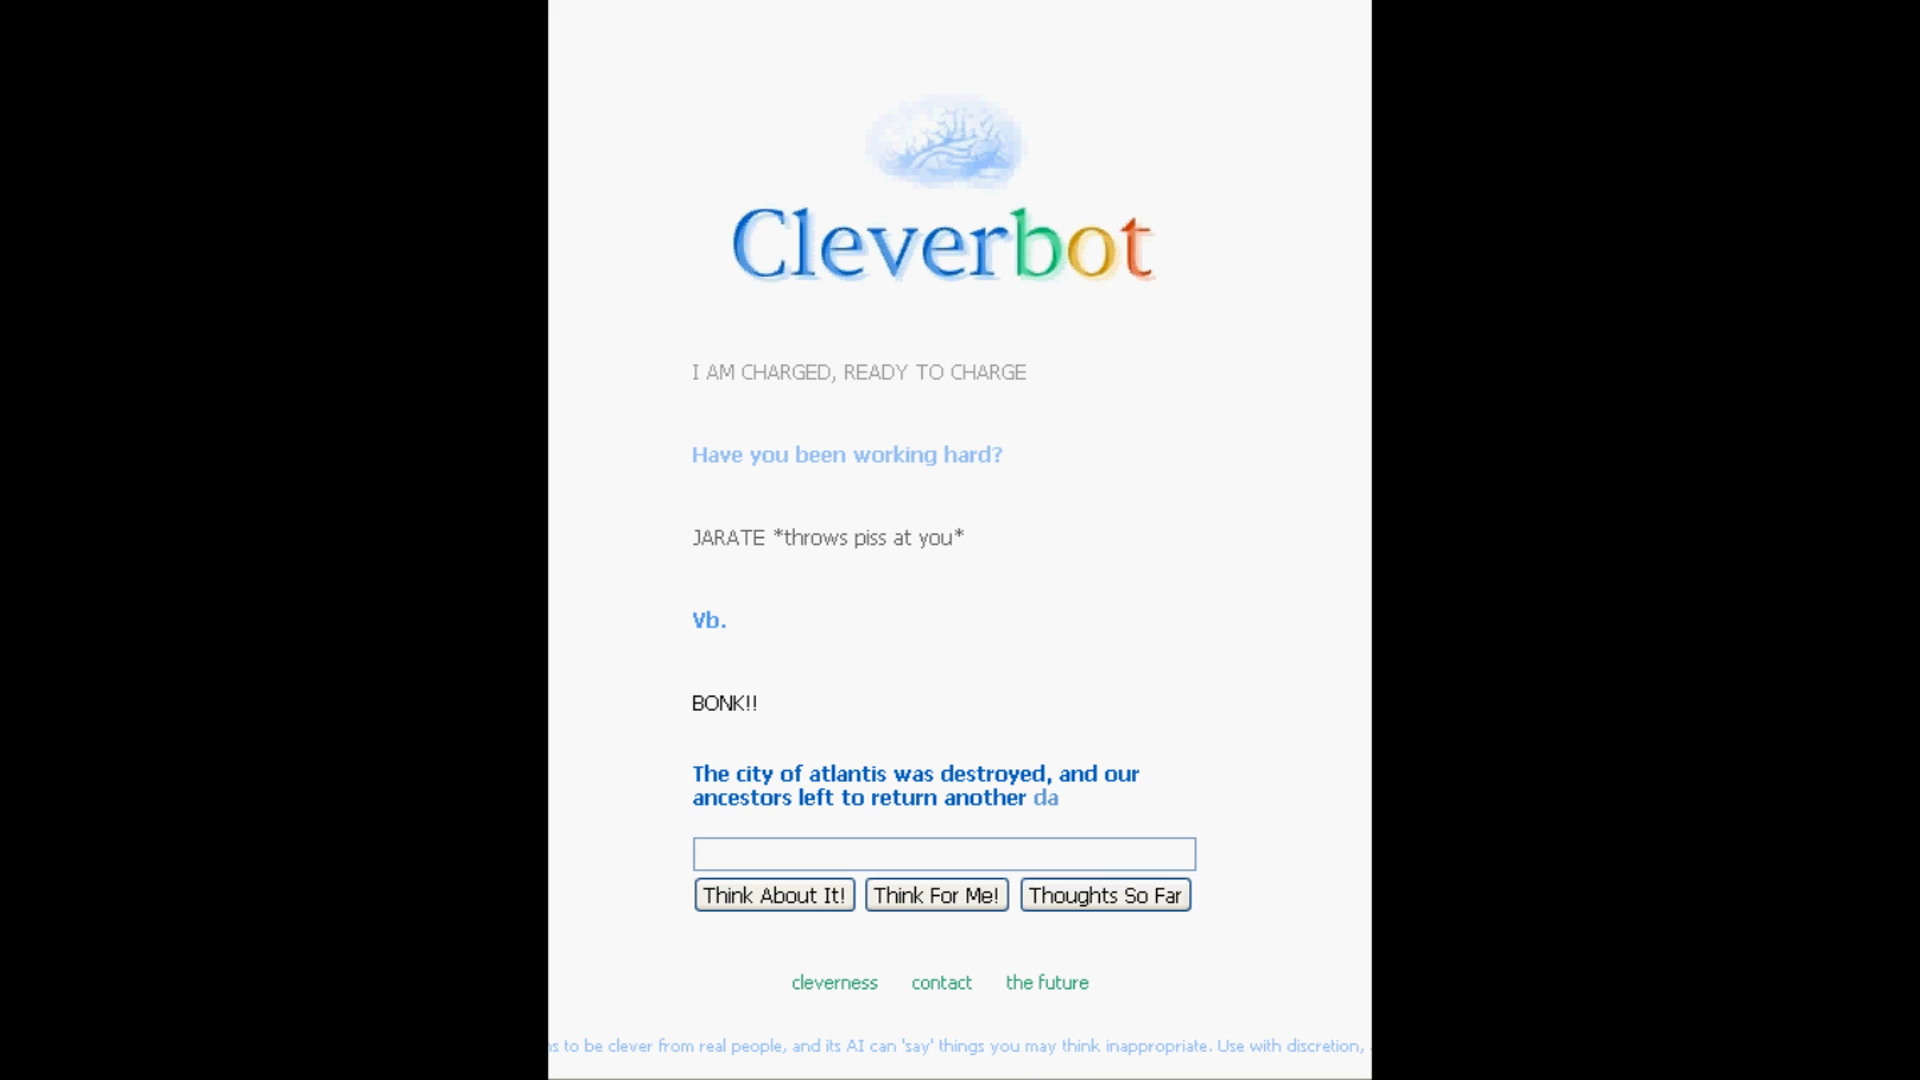 Cleverbot
I AM CHARGED, READY TO CHARGE
Have you been working hard?
JARATE *throws piss at you*
Vb.
BONK!!
The city of atlantis was destroyed, and our
ancestors left to return another da
Think About It! Think For Me! Thoughts So Far
cleverness contact the future
to be clever from real people, and its AI can 'say' things you may think inappropriate. Use with discretion,